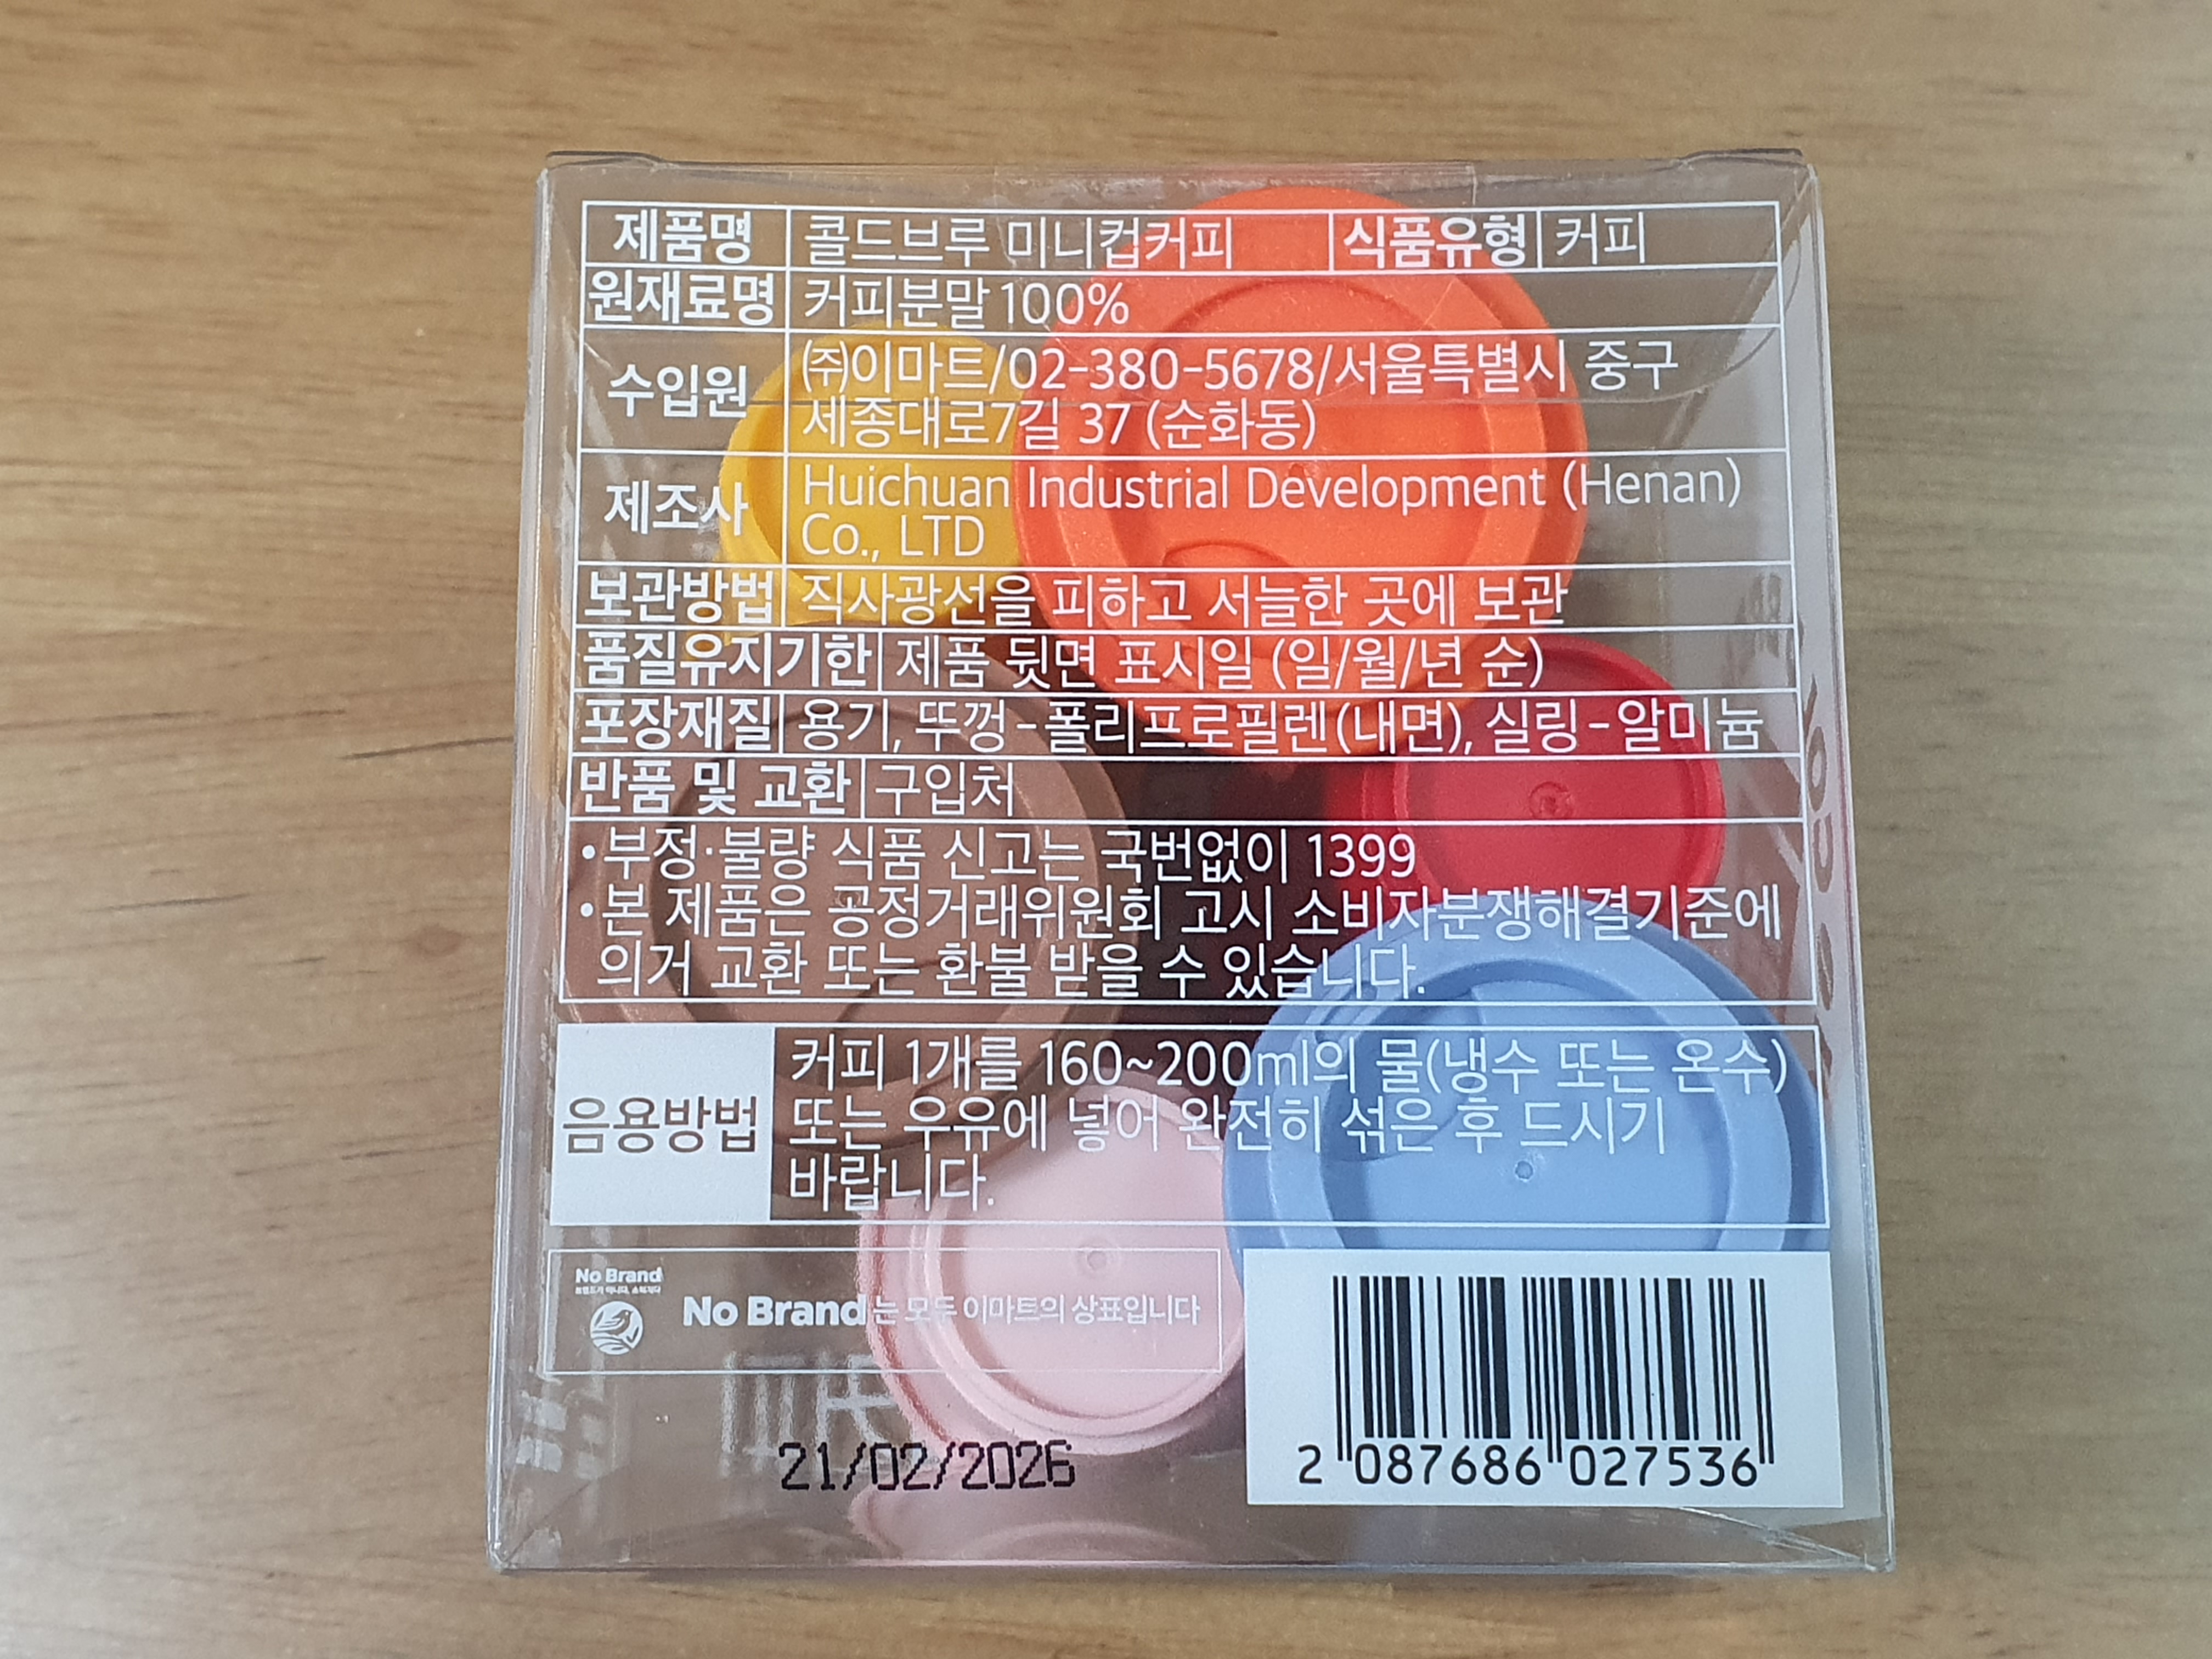 제품명 콜드브루 미니컵커피 식품유형 커피
원재료명 커피분말 100%
수입원 ㈜이마트/02-380-5678/서울특별시 중구
세종대로7길 37 (순화동)
제조사 Huichuan Industrial Development (Henan)
Co., LTD
보관방법 직사광선을 피하고 서늘한 곳에 보관
품질유지기한 제품 뒷면 표시일 (일/월/년 순)
포장재질 용기, 뚜껑-폴리프로필렌(내면), 실링-알미늄
반품 및 교환 구입처
•부정·불량 식품 신고는 국번없이 1399
•본 제품은 공정거래위원회 고시 소비자분쟁해결기준에
의거 교환 또는 환불 받을 수 있습니다.
음용방법 커피 1개를 160~200ml의 물(냉수 또는 온수)
또는 우유에 넣어 완전히 섞은 후 드시기
바랍니다.
No Brand
브랜드가 아니다. 소비자다
No Brand는 모두 이마트의 상표입니다
21/02/2026
2 087686 027536